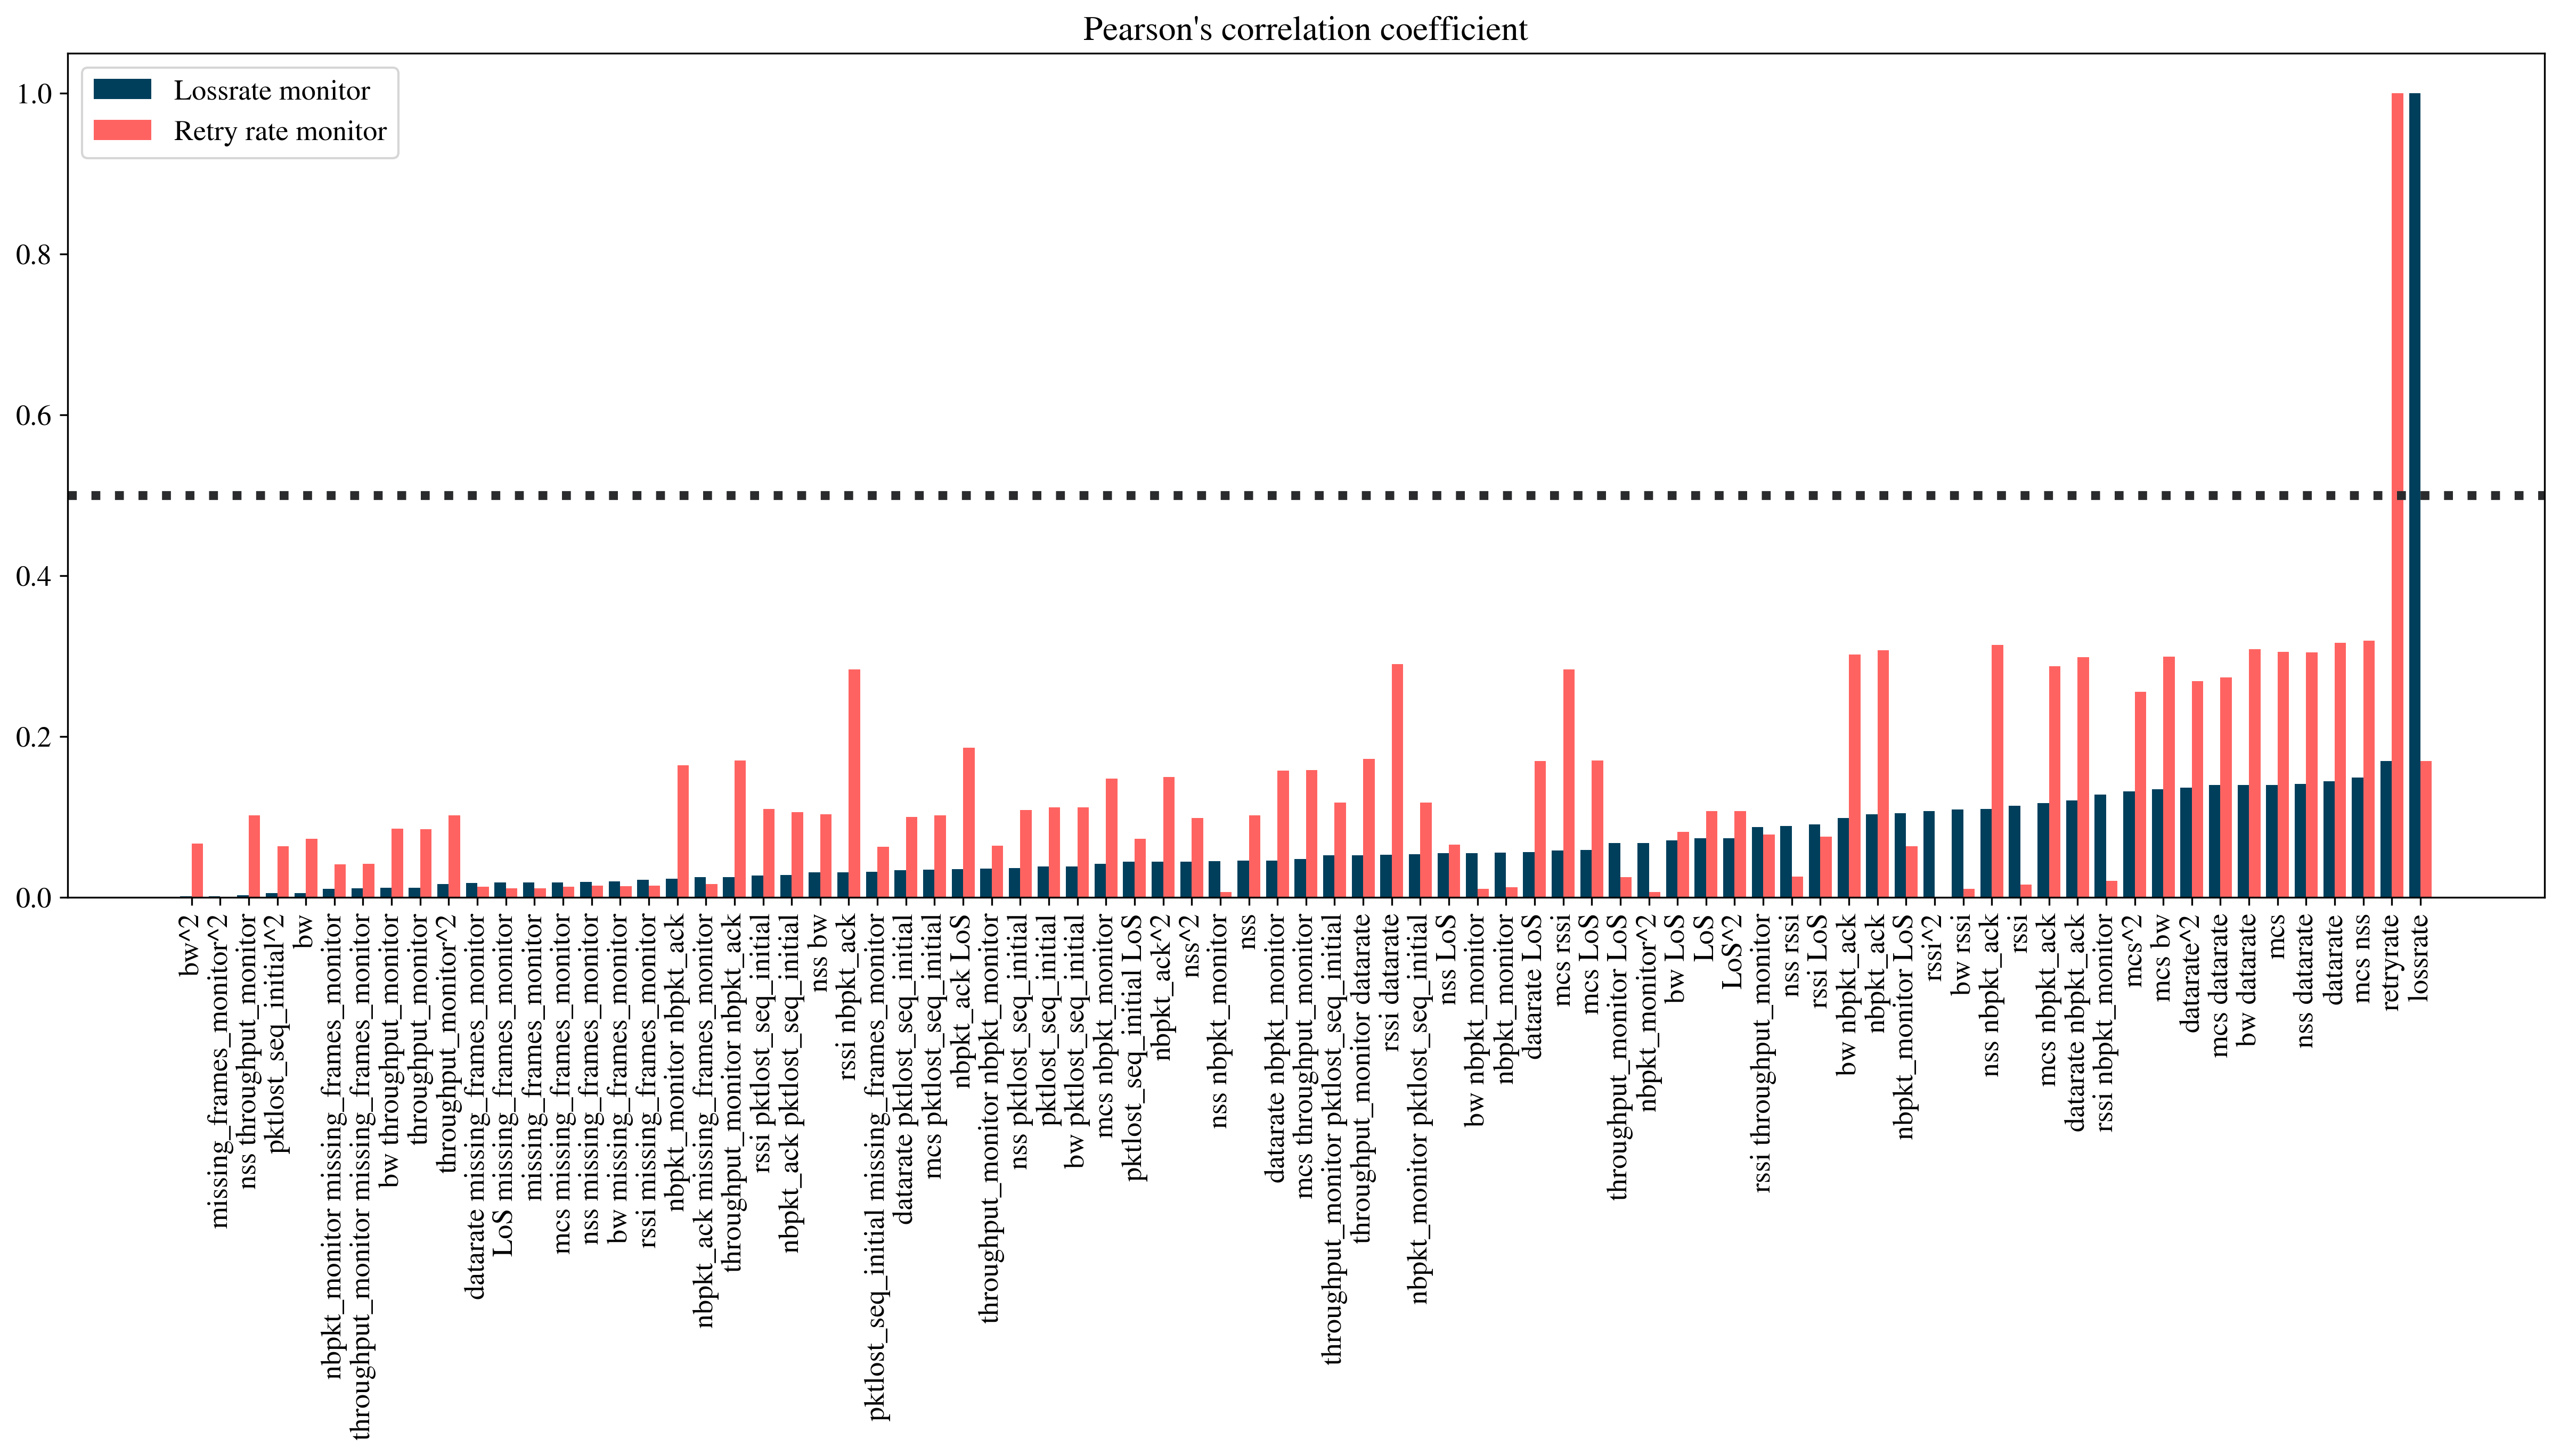 Pearson's correlation coefficient
Lossrate monitor
Retry rate monitor
1.0
0.8
0.6
0.4
0.2
0.0
bw^2
missing_frames_monitor^2
nss throughput_monitor
pktlost_seq_initial^2
bw
nbpkt_monitor missing_frames_monitor
throughput_monitor missing_frames_monitor
bw throughput_monitor
throughput_monitor
throughput_monitor^2
datarate missing_frames_monitor
LoS missing_frames_monitor
missing_frames_monitor
mcs missing_frames_monitor
nss missing_frames_monitor
bw missing_frames_monitor
rssi missing_frames_monitor
nbpkt_monitor nbpkt_ack
nbpkt_ack missing_frames_monitor
throughput_monitor nbpkt_ack
rssi pktlost_seq_initial
nbpkt_ack pktlost_seq_initial
nss bw
rssi nbpkt_ack
pktlost_seq_initial missing_frames_monitor
datarate pktlost_seq_initial
mcs pktlost_seq_initial
nbpkt_ack LoS
throughput_monitor nbpkt_monitor
nss pktlost_seq_initial
pktlost_seq_initial
bw pktlost_seq_initial
mcs nbpkt_monitor
pktlost_seq_initial LoS
nbpkt_ack^2
nss^2
nss nbpkt_monitor
nss
datarate nbpkt_monitor
mcs throughput_monitor
throughput_monitor pktlost_seq_initial
throughput_monitor datarate
rssi datarate
nbpkt_monitor pktlost_seq_initial
nss LoS
bw nbpkt_monitor
nbpkt_monitor
datarate LoS
mcs rssi
mcs LoS
throughput_monitor LoS
nbpkt_monitor^2
bw LoS
LoS
LoS^2
rssi throughput_monitor
nss rssi
rssi LoS
bw nbpkt_ack
nbpkt_ack
nbpkt_monitor LoS
rssi^2
bw rssi
nss nbpkt_ack
rssi
mcs nbpkt_ack
datarate nbpkt_ack
rssi nbpkt_monitor
mcs^2
mcs bw
datarate^2
mcs datarate
bw datarate
mcs
nss datarate
datarate
mcs nss
retryrate
lossrate